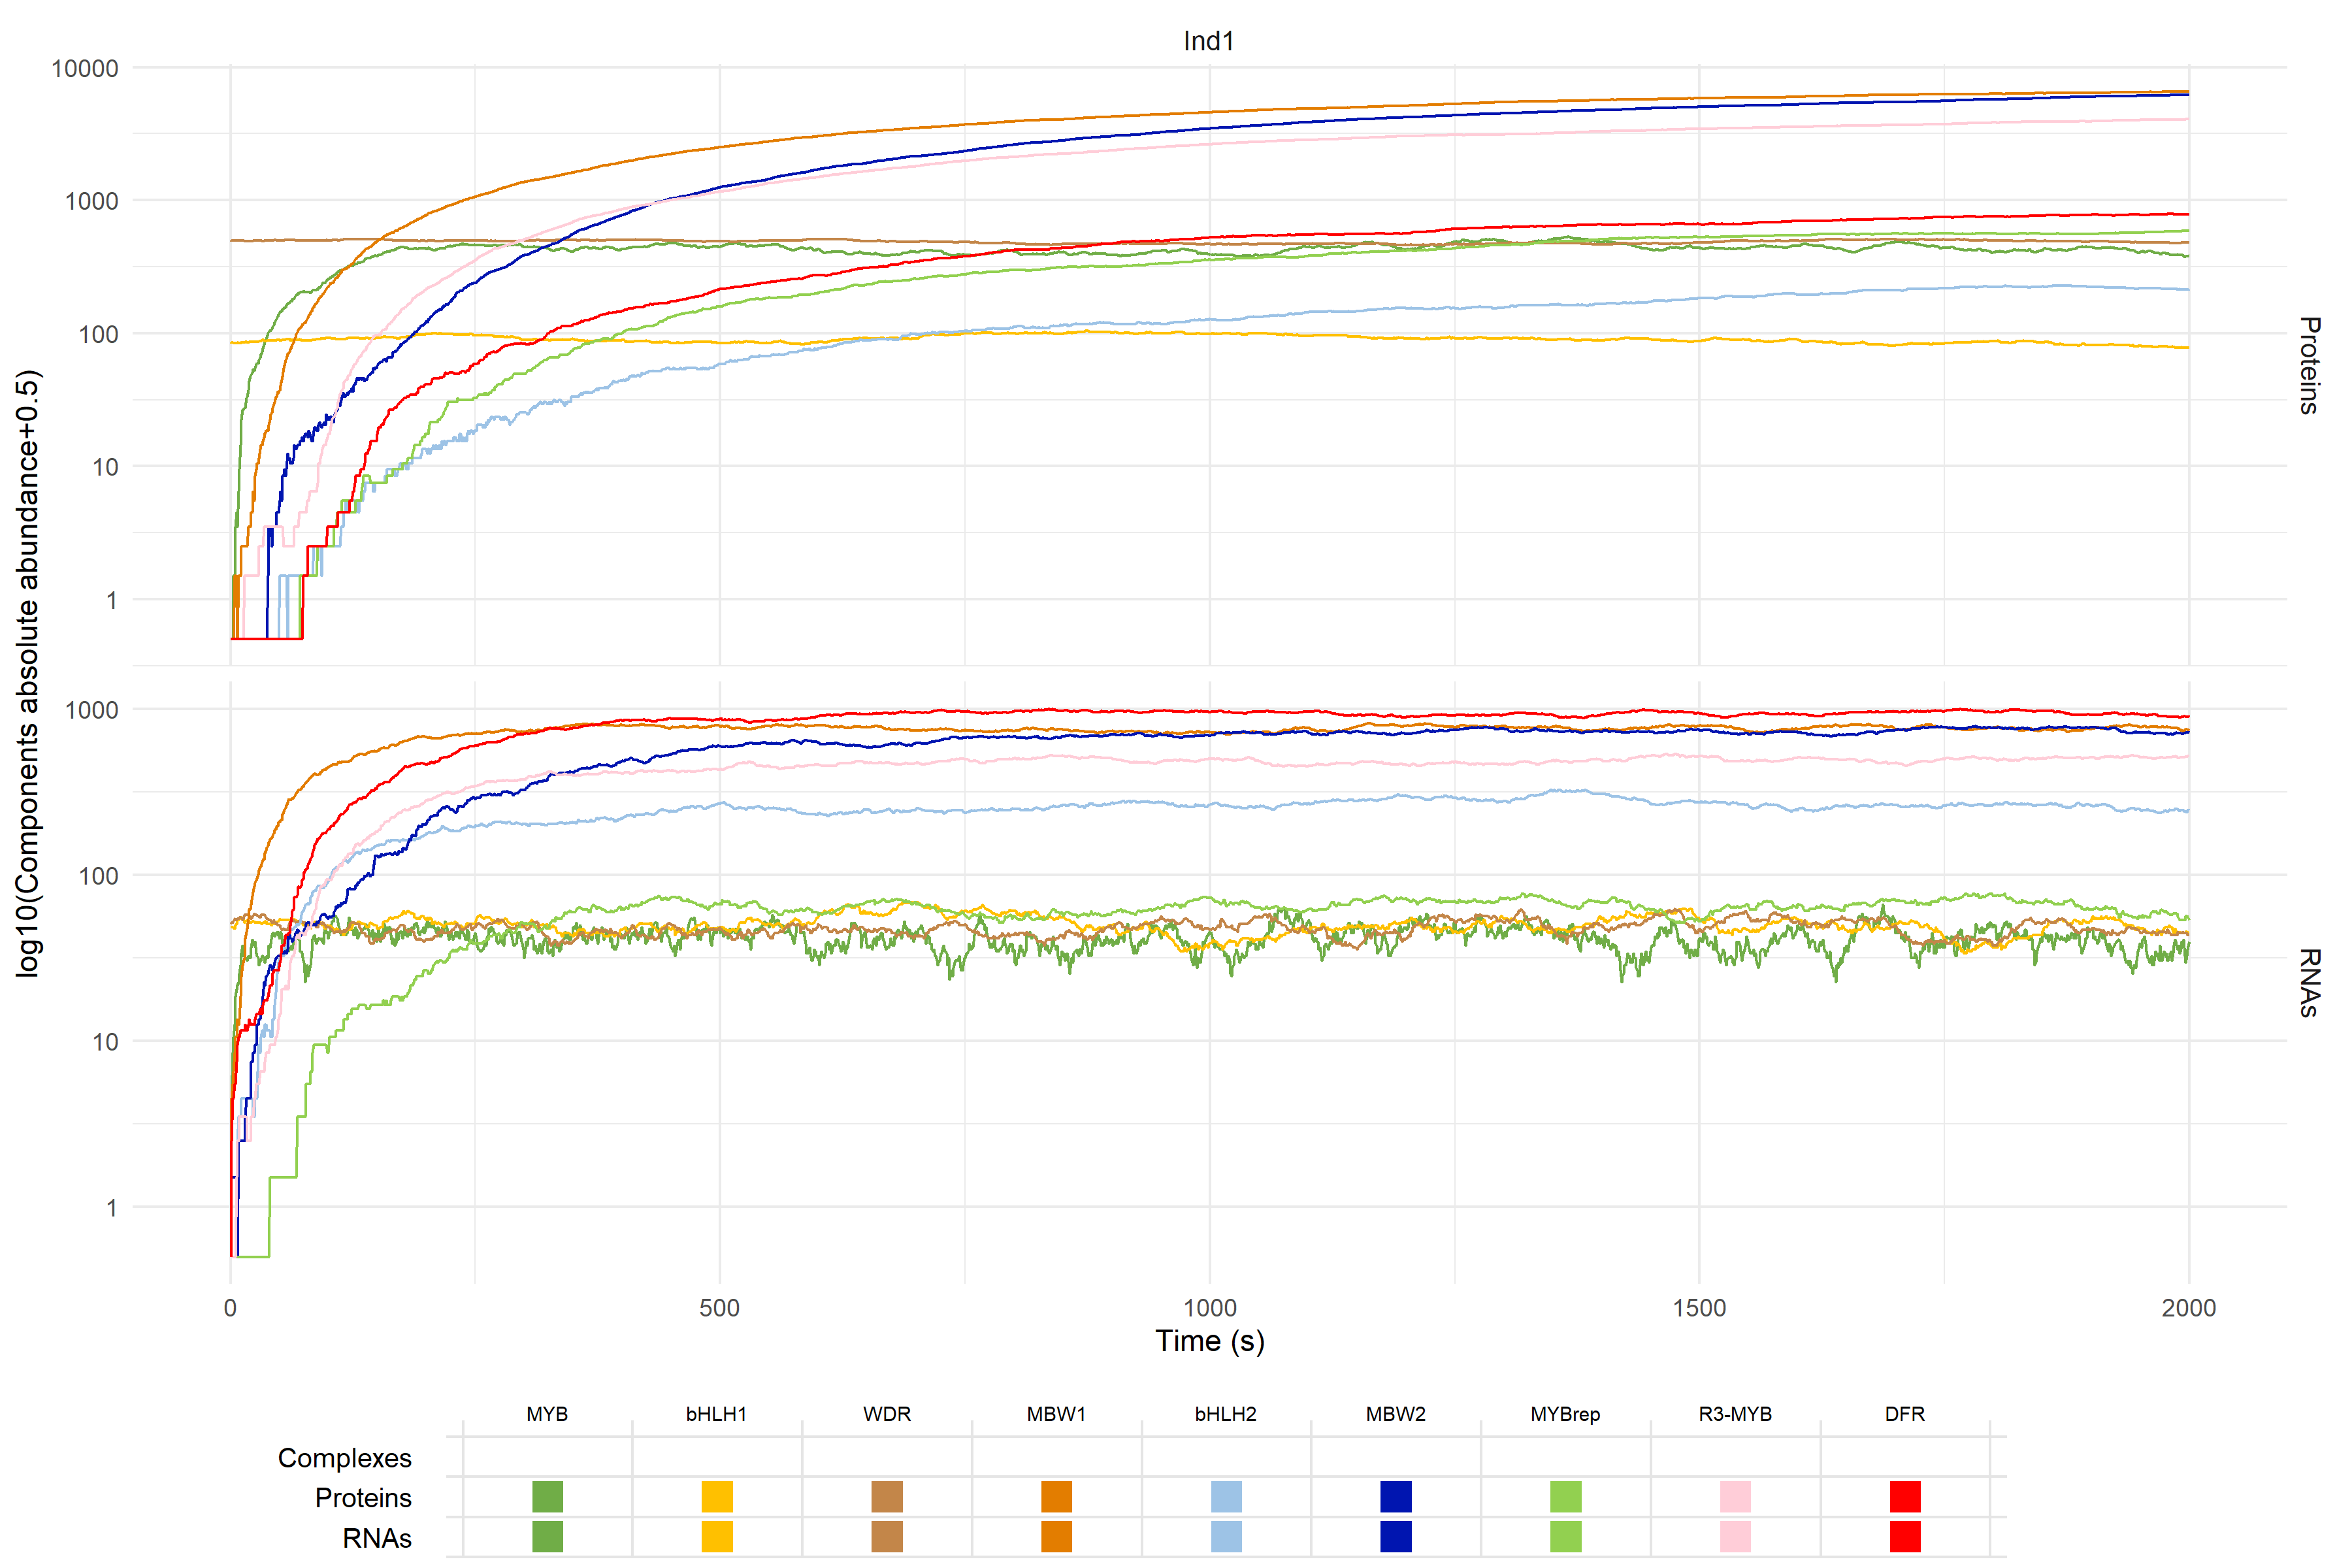 Ind1
10000
1000
100
10
1
Proteins
1000
100
10
1
RNAs
log10(Components absolute abundance+0.5)
0 500 1000 1500 2000
Time (s)
MYB bHLH1 WDR MBW1 bHLH2 MBW2 MYBrep R3-MYB DFR
Complexes
Proteins
RNAs